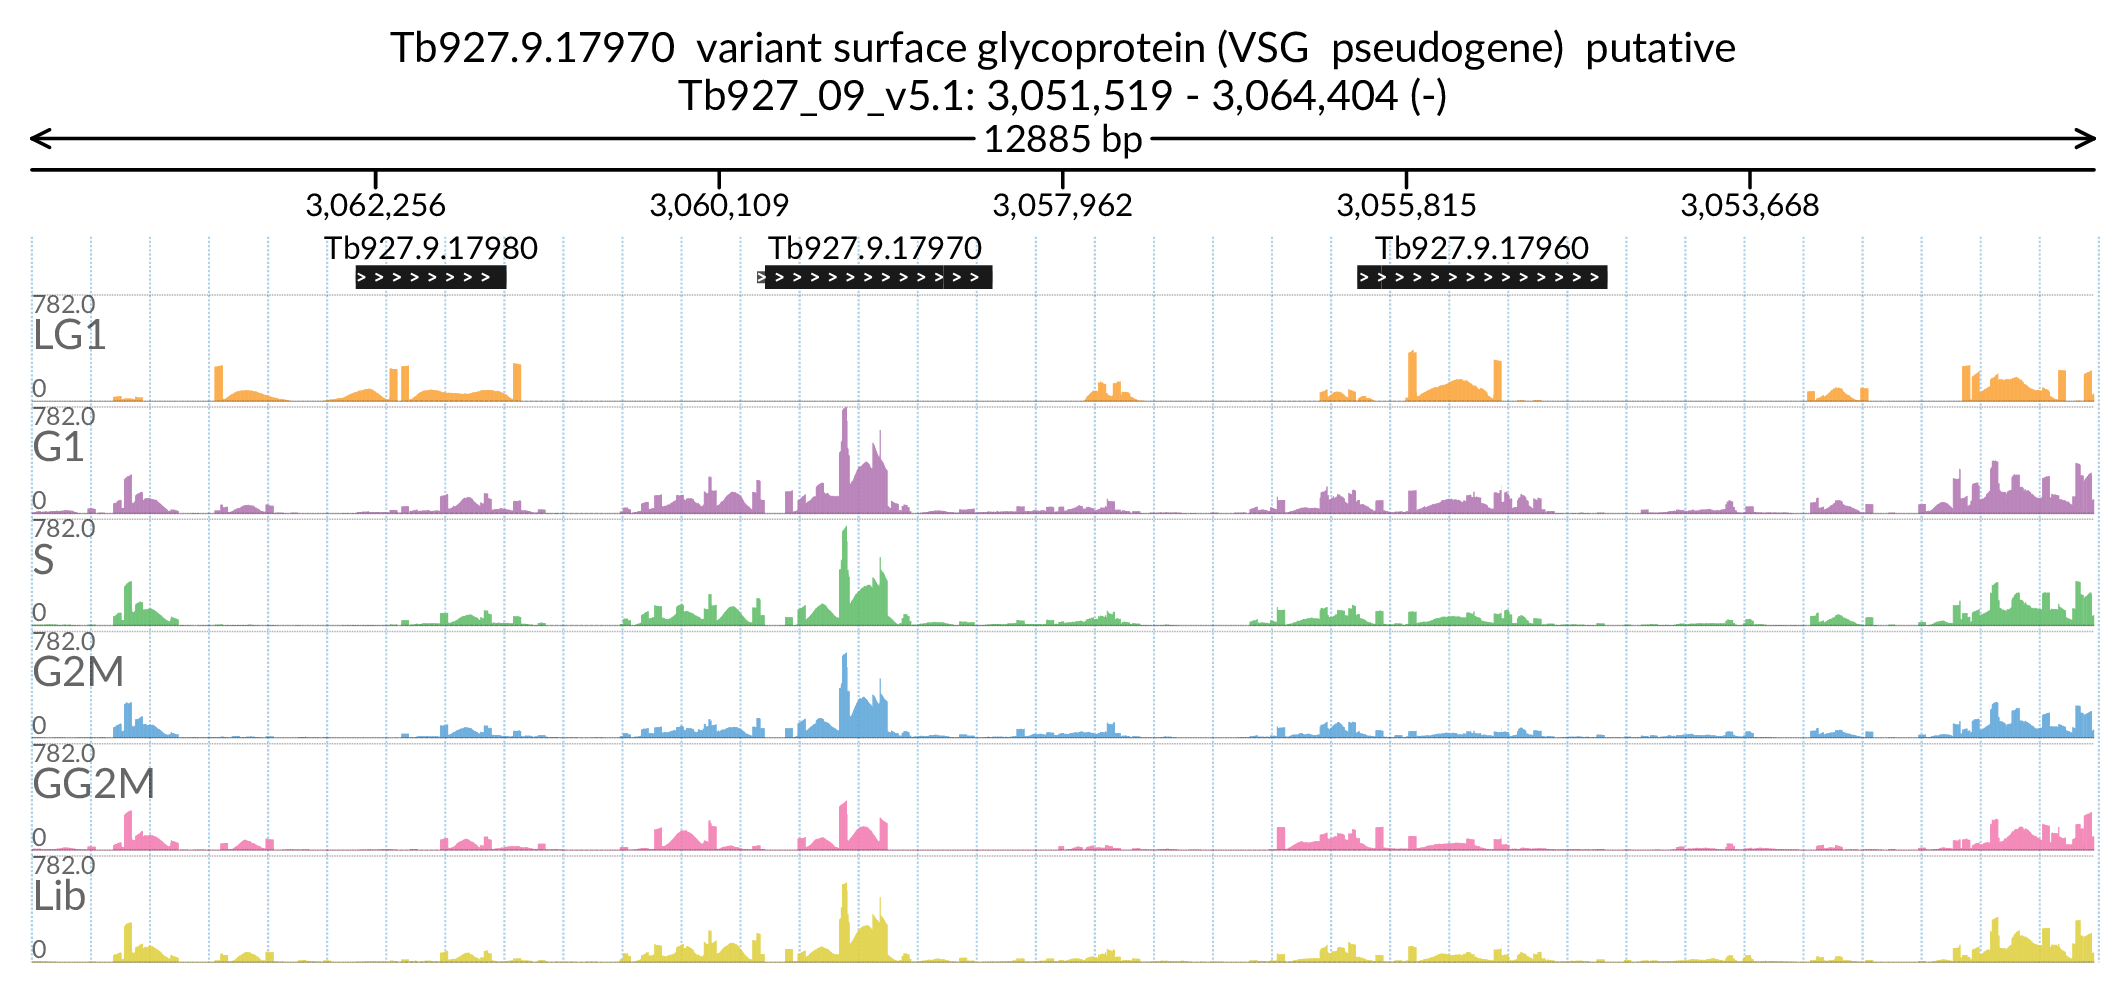 Tb927.9.17970  variant surface glycoprotein (VSG  pseudogene)  putative
Tb927_09_v5.1: 3,051,519 - 3,064,404 (-)
12885 bp
3,062,256 3,060,109 3,057,962 3,055,815 3,053,668
Tb927.9.17980 Tb927.9.17970 Tb927.9.17960
782.0
LG1
0
782.0
G1
0
782.0
S
0
782.0
G2M
0
782.0
GG2M
0
782.0
Lib
0